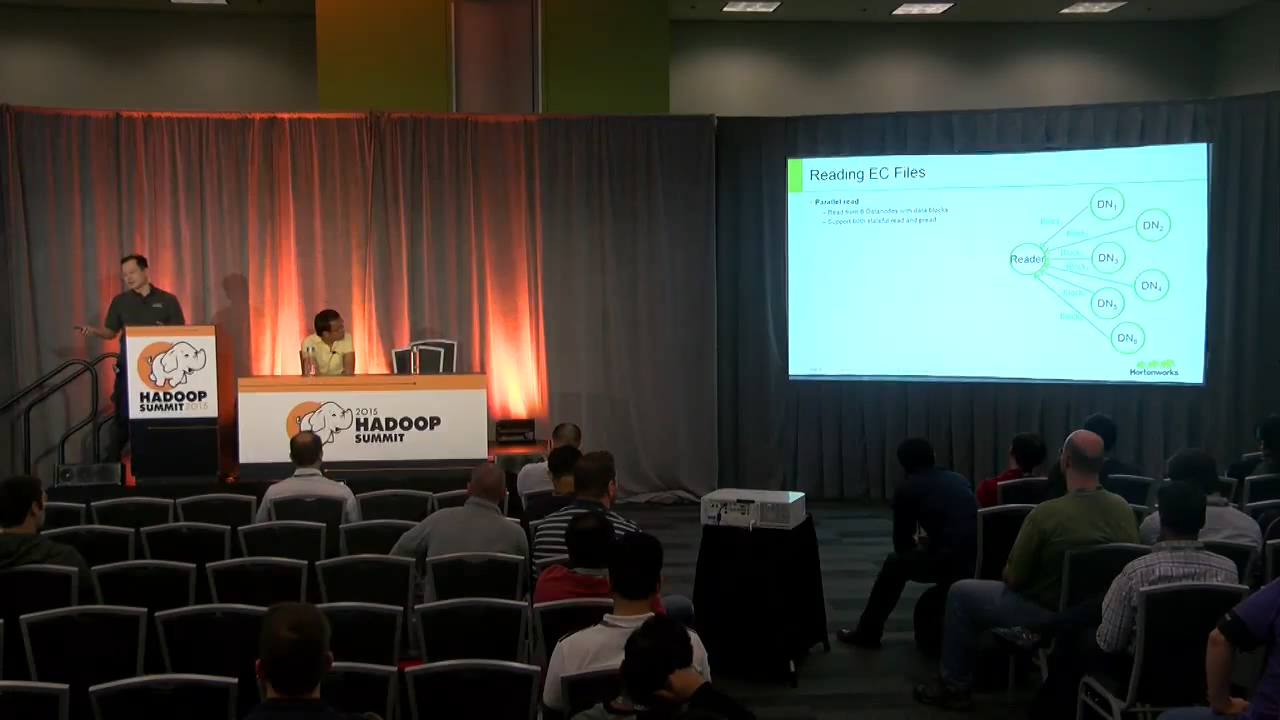 Reading EC Files
Parallel read
– Read from 6 Datanodes with data blocks
– Support both stateful read and pread
DN1
DN2
DN3
DN4
DN5
DN6
Reader
Block
Block
Block
Block
Block
Block
Hortonworks
HADOOP
SUMMIT 2015
2015
HADOOP
SUMMIT